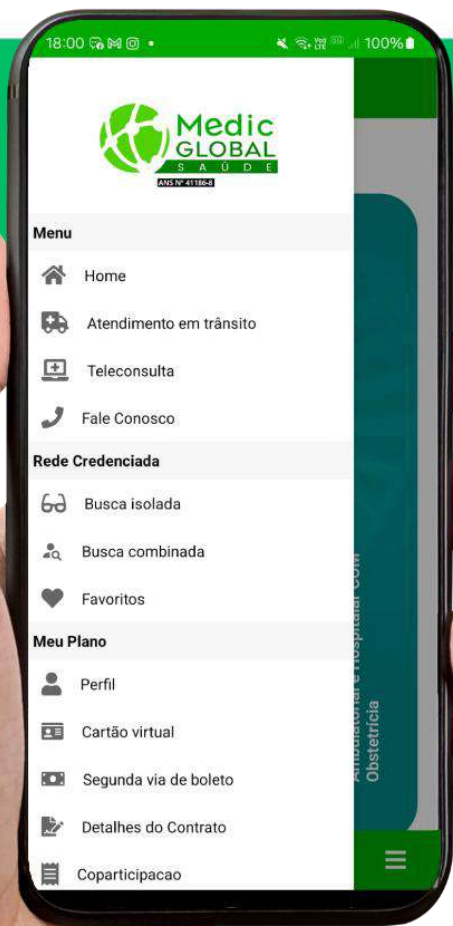 18:00
100%
Medic
GLOBAL
SAÚDE
ANS Nº 41186-8
Menu
Home
Atendimento em trânsito
Teleconsulta
Fale Conosco
Rede Credenciada
Busca isolada
Busca combinada
Favoritos
Meu Plano
Perfil
Cartão virtual
Segunda via de boleto
Detalhes do Contrato
Coparticipacao
Ambulatorial e Hospitalar COM
Obstetrícia